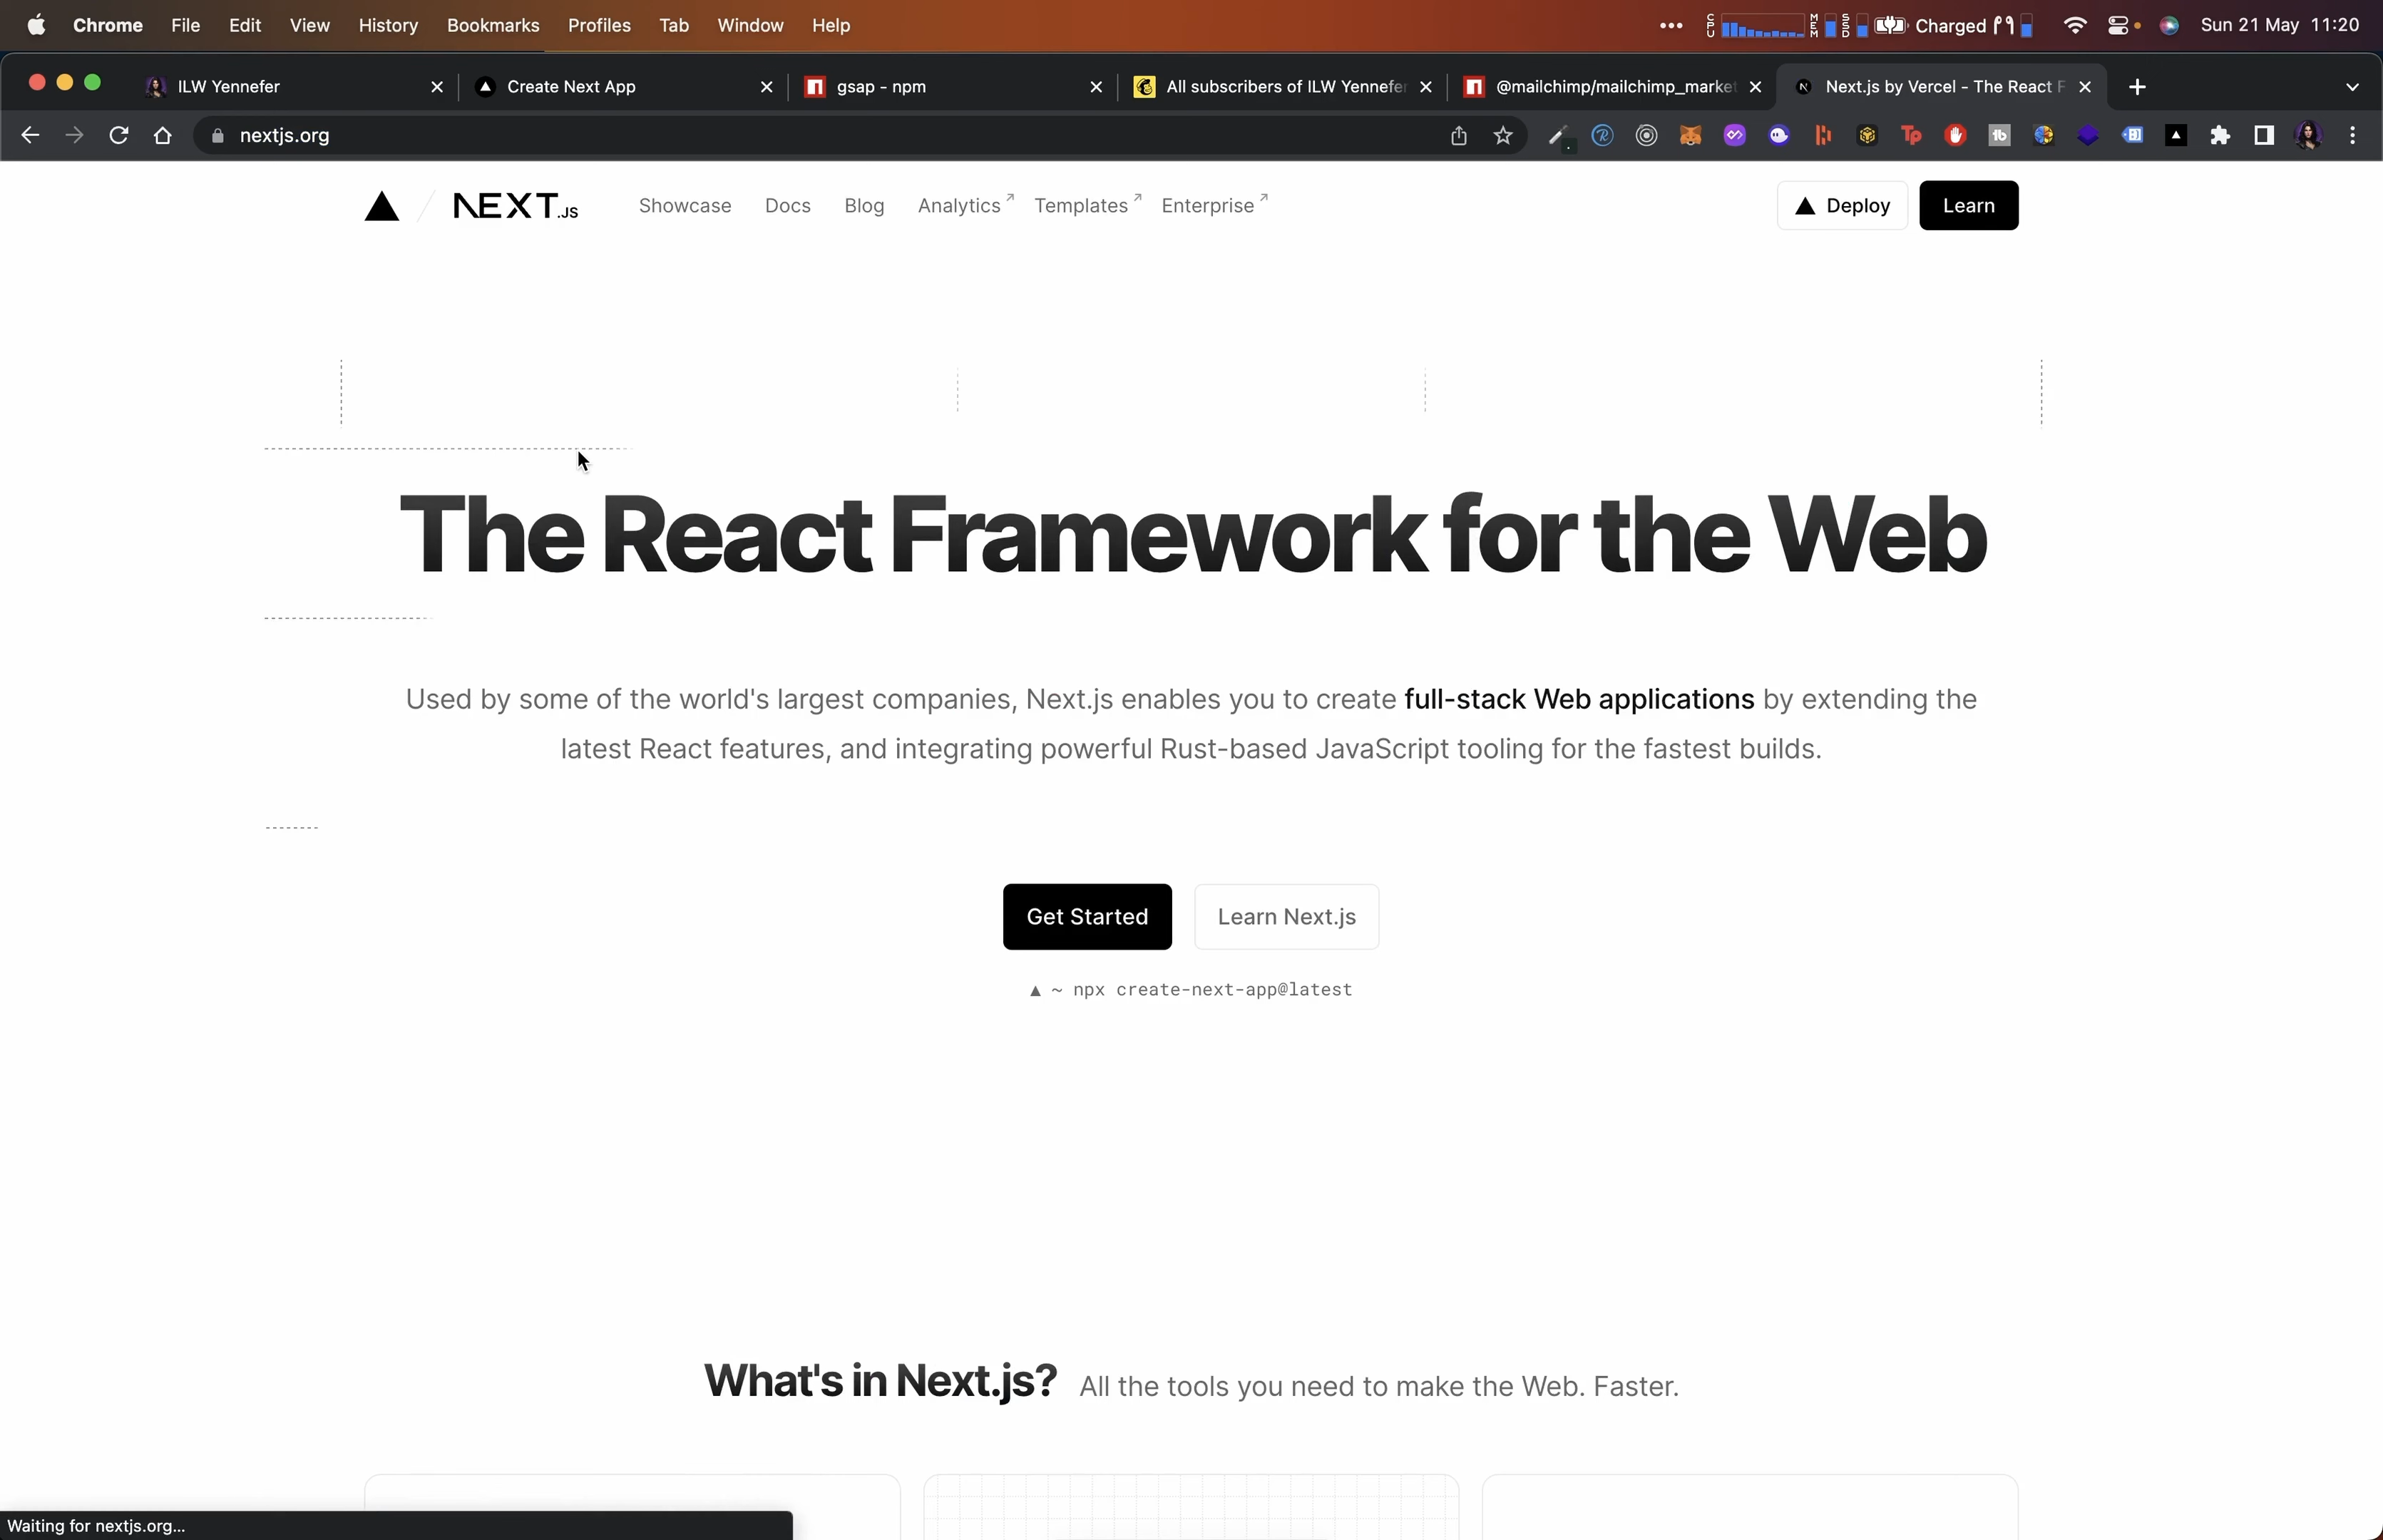 Chrome File Edit View History Bookmarks Profiles Tab Window Help ••• CPU MEM SSD Charged Sun 21 May 11:20
ILW Yennefer Create Next App gsap - npm All subscribers of ILW Yennefer @mailchimp/mailchimp_market Next.js by Vercel - The React F
nextjs.org
NEXT.JS Showcase Docs Blog Analytics Templates Enterprise Deploy Learn
The React Framework for the Web
Used by some of the world's largest companies, Next.js enables you to create full-stack Web applications by extending the
latest React features, and integrating powerful Rust-based JavaScript tooling for the fastest builds.
Get Started Learn Next.js
▲ ~ npx create-next-app@latest
What's in Next.js? All the tools you need to make the Web. Faster.
Waiting for nextjs.org...